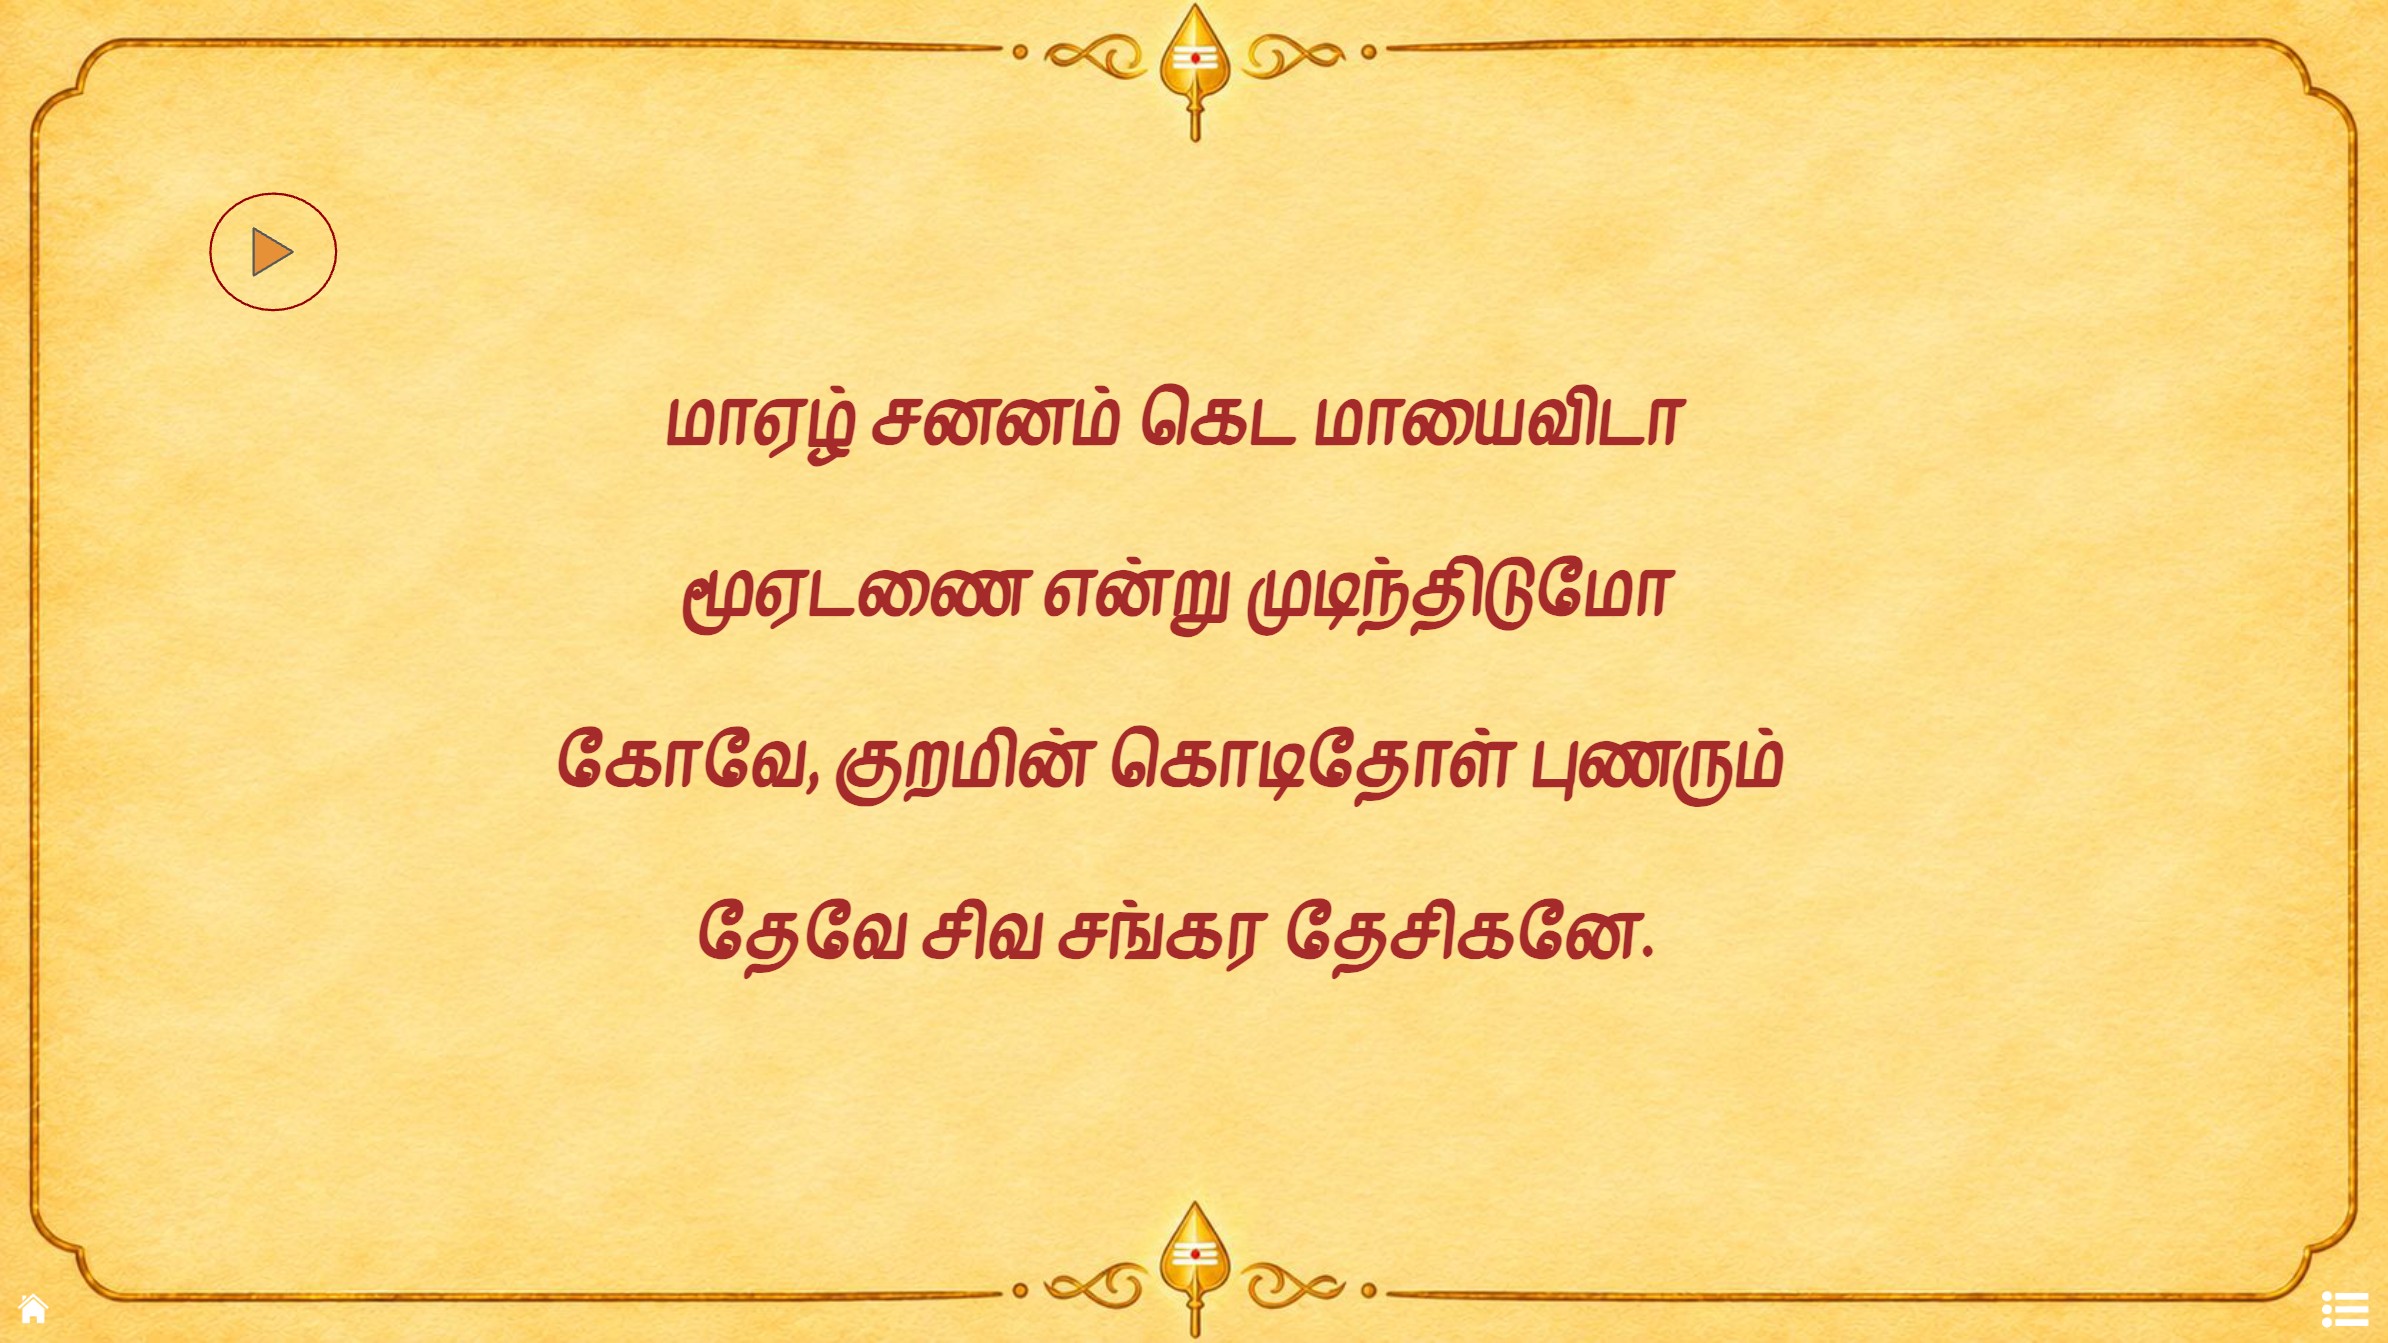 மாஏழ் சனனம் கெட மாயைவிடா
மூஏடணை என்று முடிந்திடுமோ
கோவே, குறமின் கொடிதோள் புணரும்
தேவே சிவ சங்கர தேசிகனே.